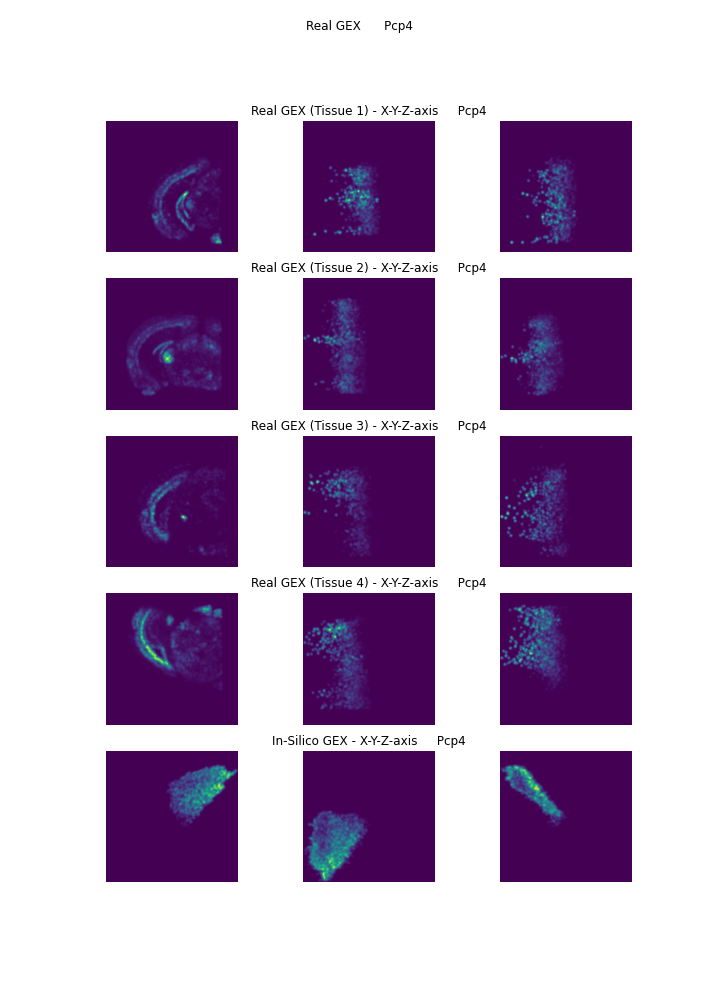 Real GEX Pcp4
Real GEX (Tissue 1) - X-Y-Z-axis Pcp4
Real GEX (Tissue 2) - X-Y-Z-axis Pcp4
Real GEX (Tissue 3) - X-Y-Z-axis Pcp4
Real GEX (Tissue 4) - X-Y-Z-axis Pcp4
In-Silico GEX - X-Y-Z-axis Pcp4